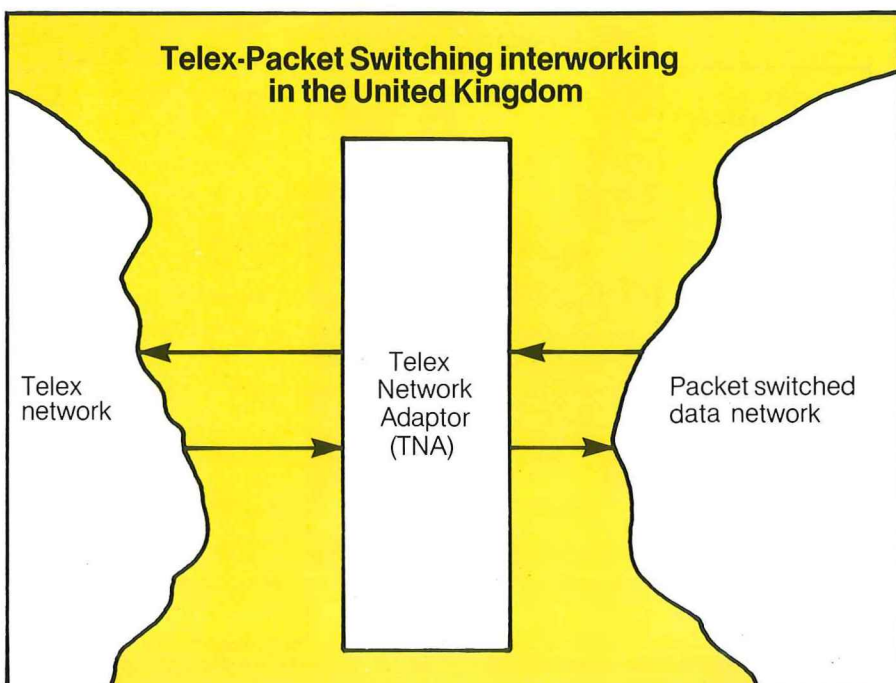 Telex-Packet Switching interworking
in the United Kingdom
Telex
network
Telex
Network
Adaptor
(TNA)
Packet switched
data network